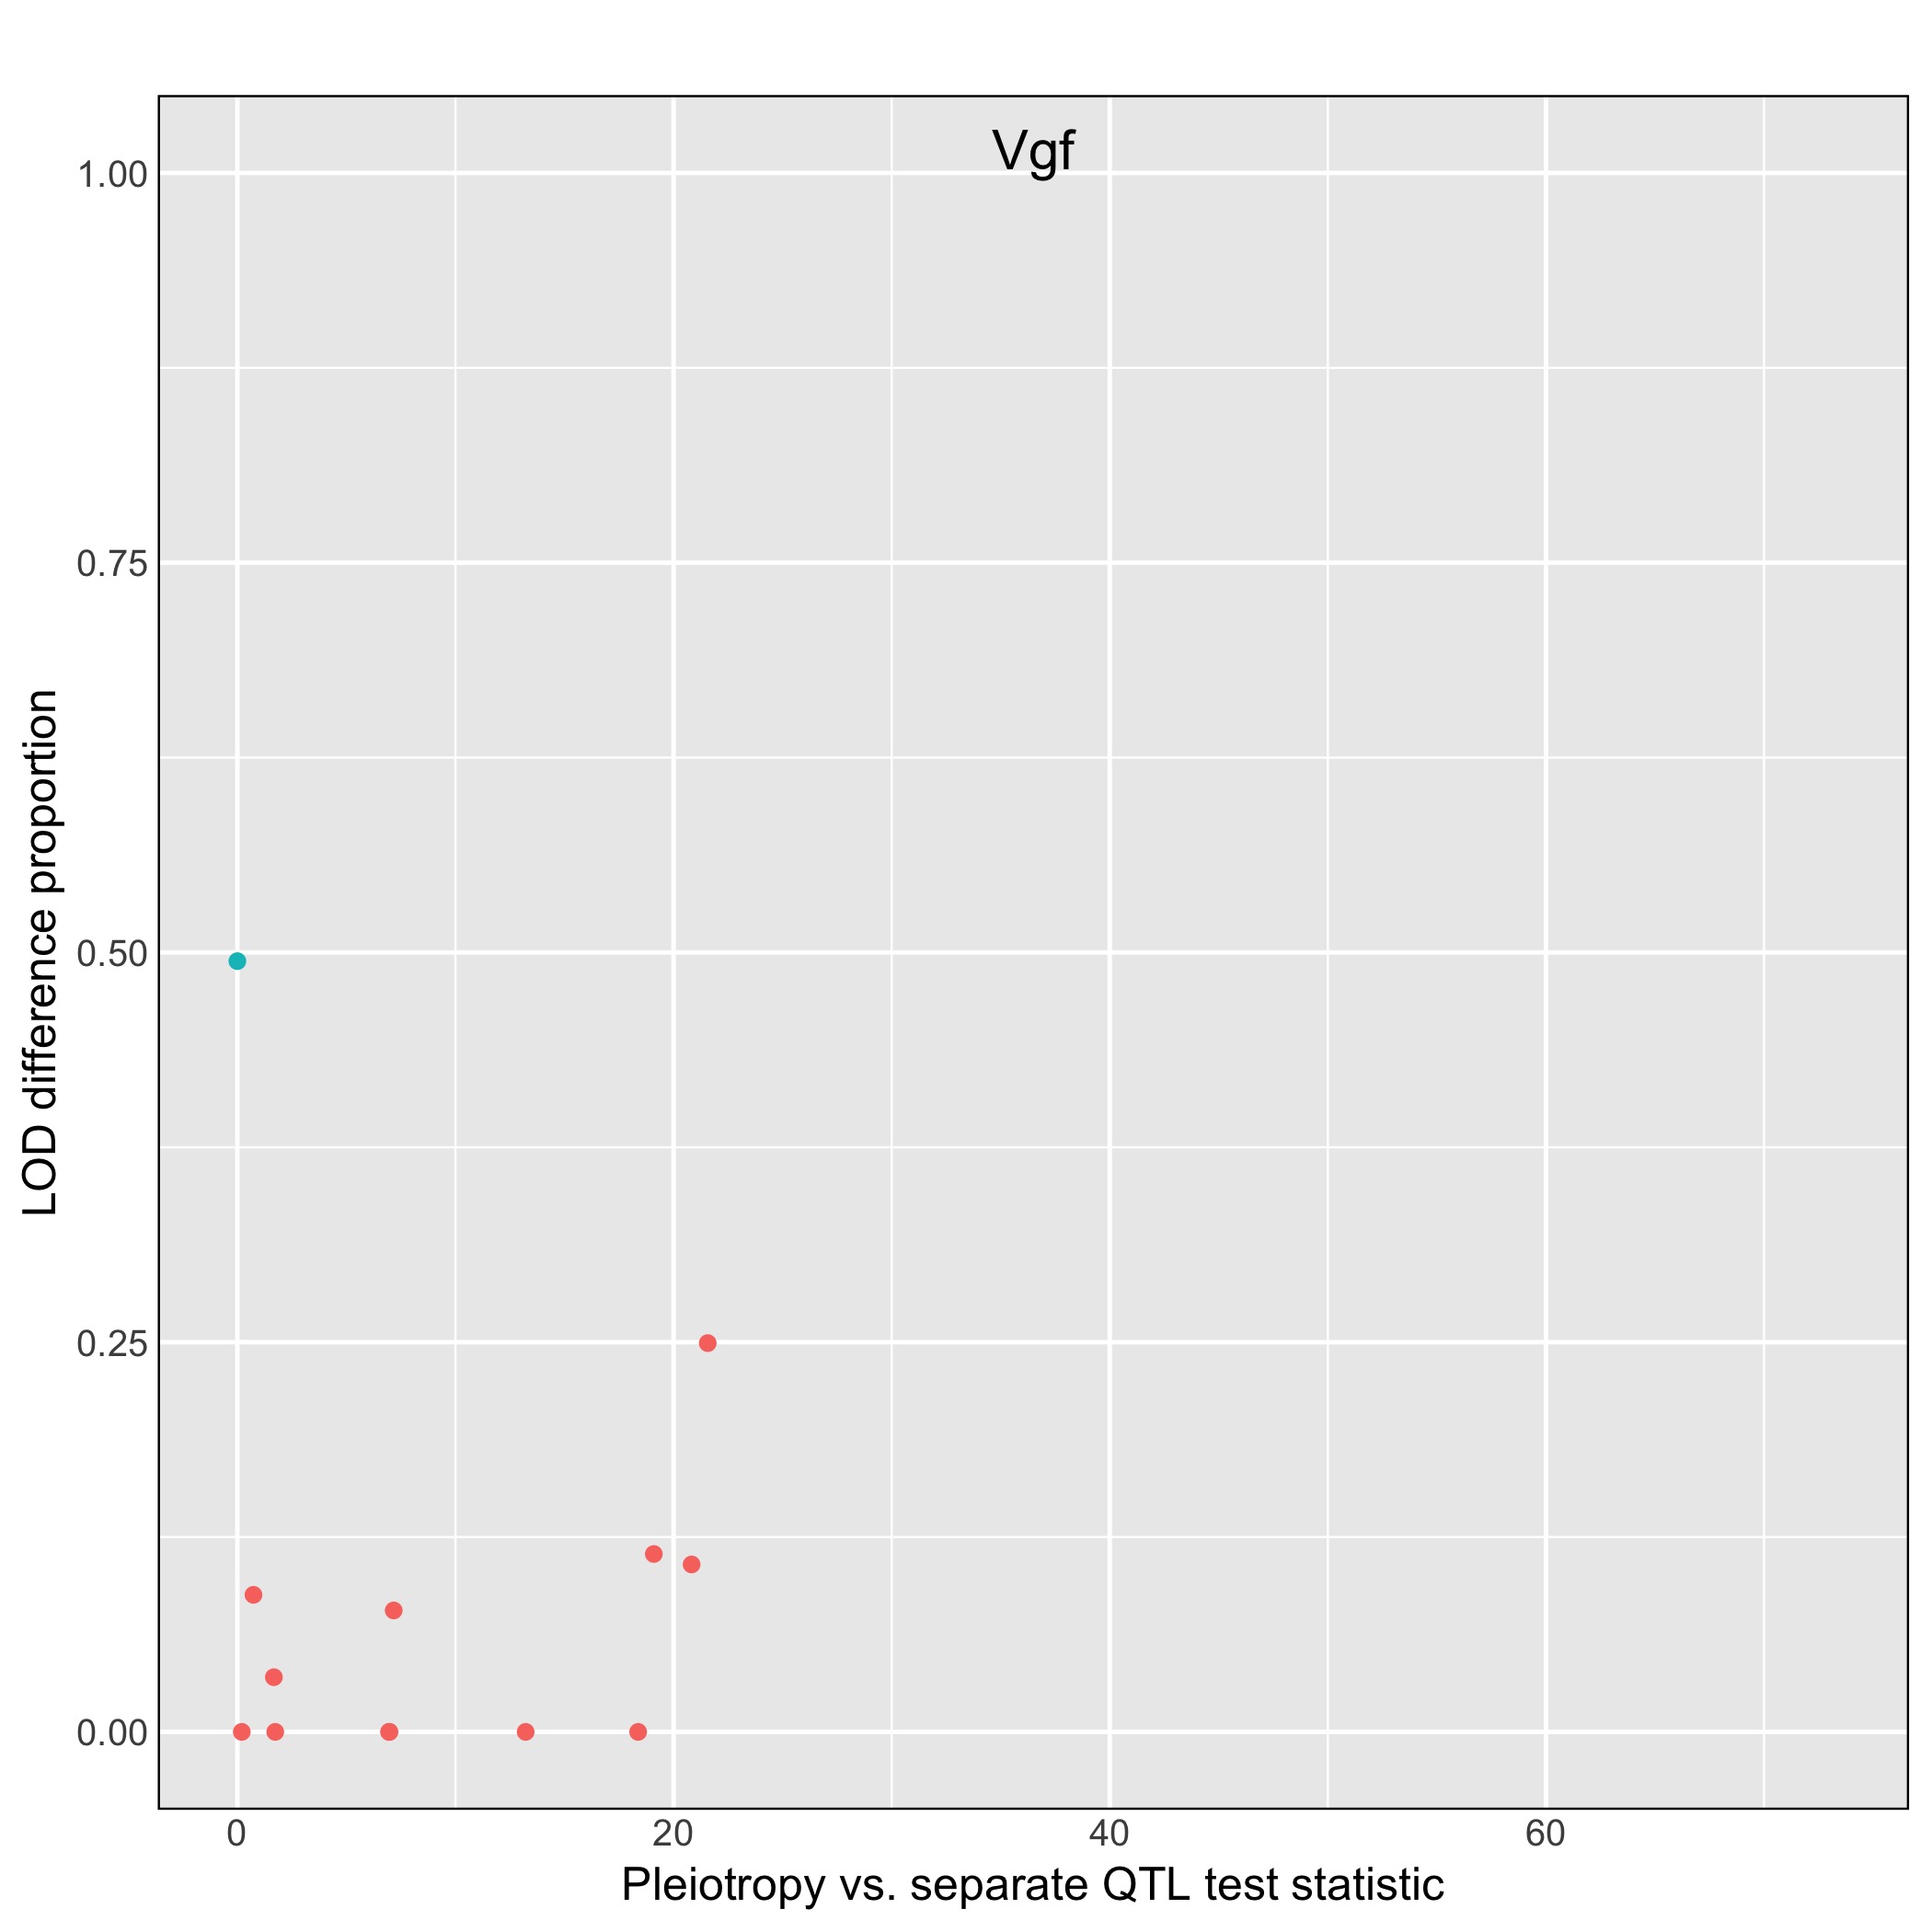 Vgf
1.00
0.75
0.50
0.25
0.00
LOD difference proportion
0 20 40 60
Pleiotropy vs. separate QTL test statistic